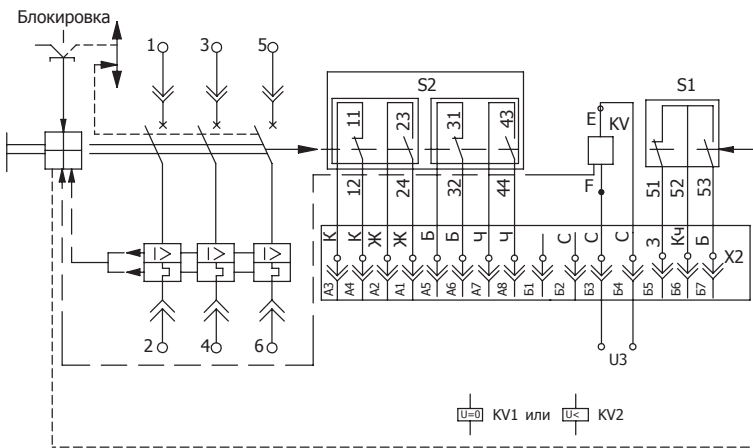 Блокировка
1 3 5
S2 S1
11 23 31 43 E KV
12 24 32 44 F 51 52 53
К К Ж Ж Б Б Ч Ч С С С З Кч Б X2
А3 А4 А2 А1 А5 А6 А7 А8 Б1 Б2 Б3 Б4 Б5 Б6 Б7
I> I> I>
2 4 6
U3
U=0 KV1 или U< KV2